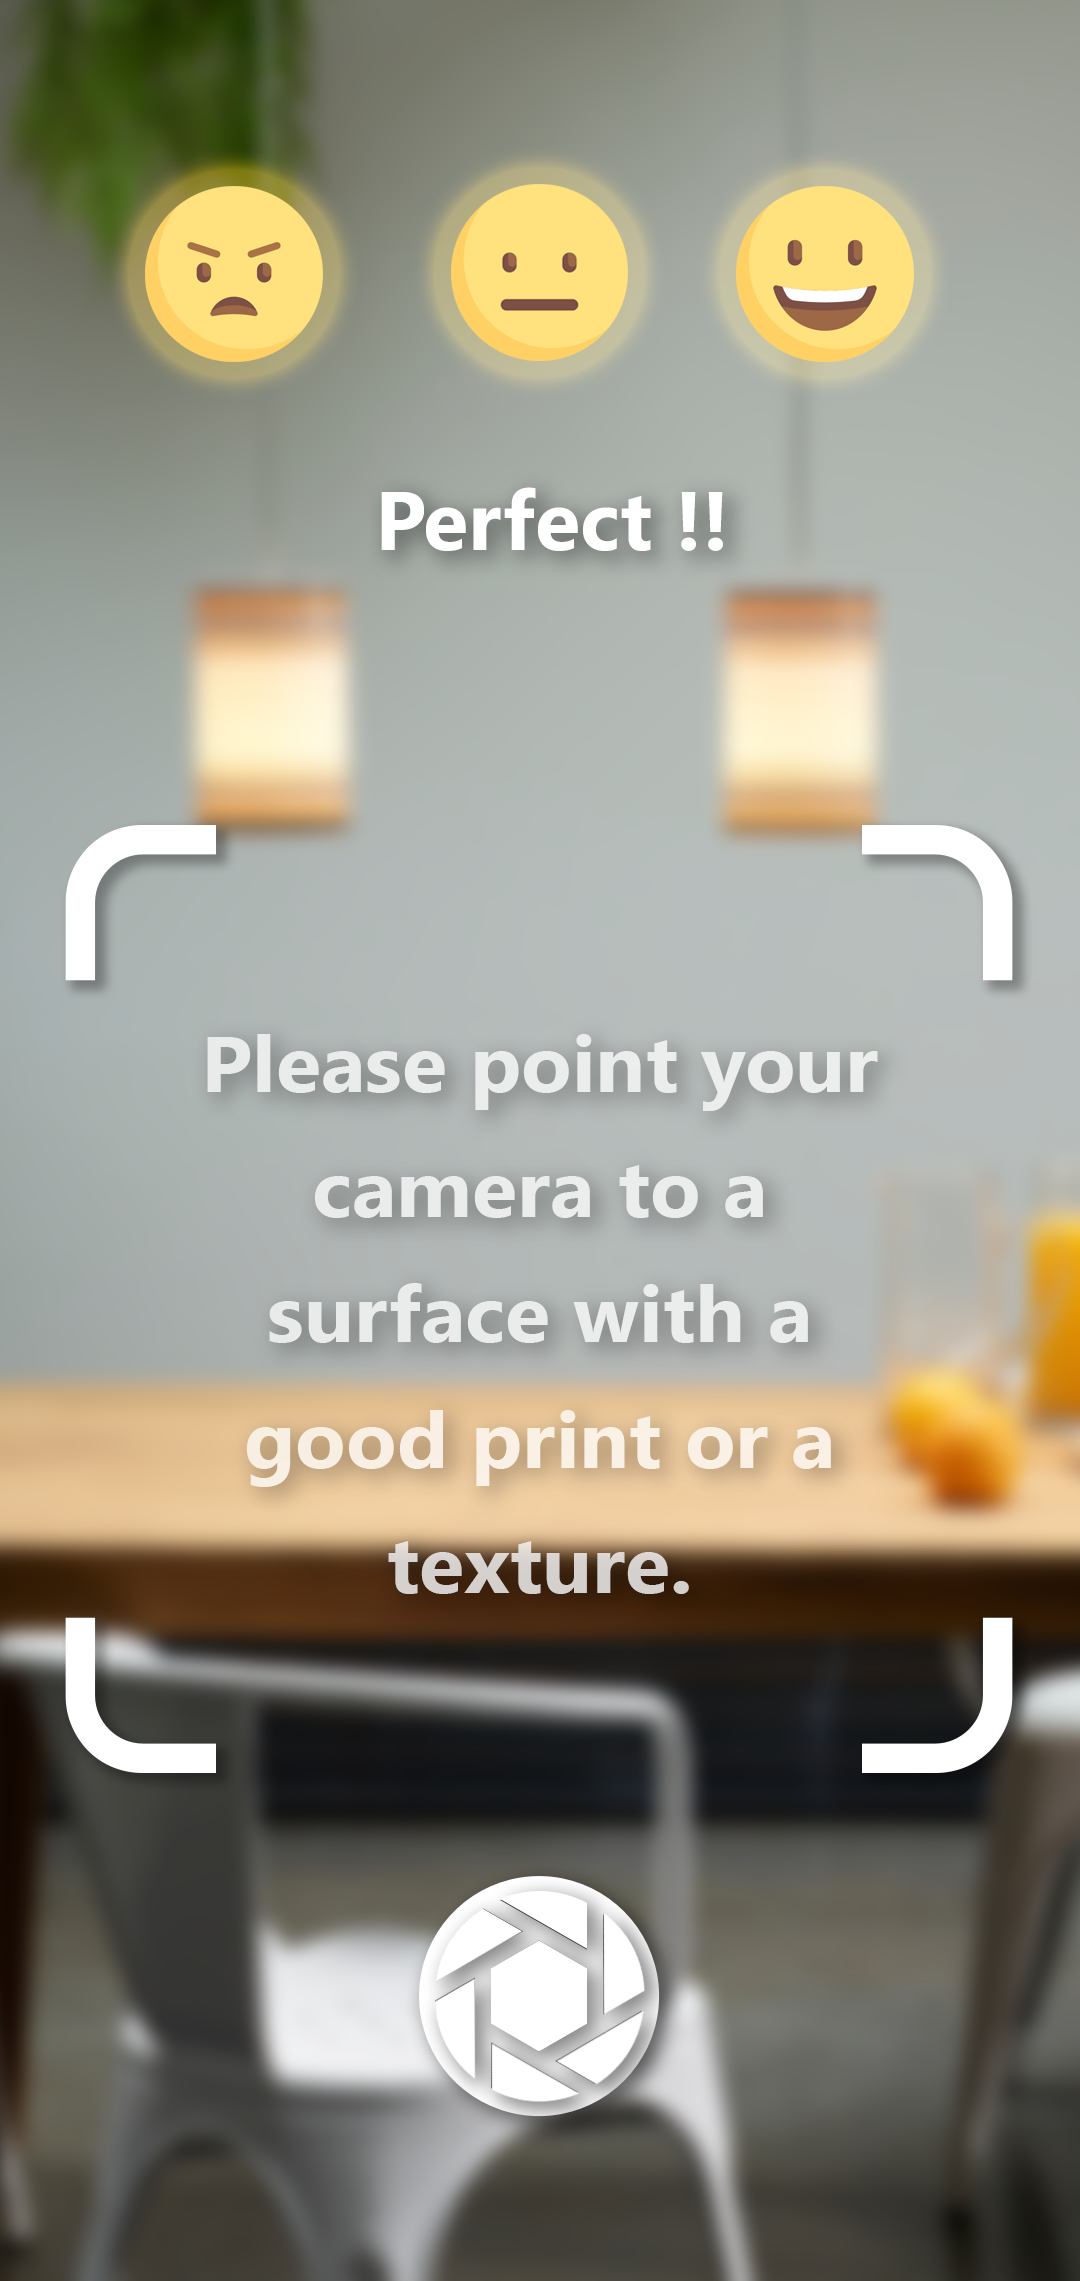 Perfect !!
Please point your
camera to a
surface with a
good print or a
texture.